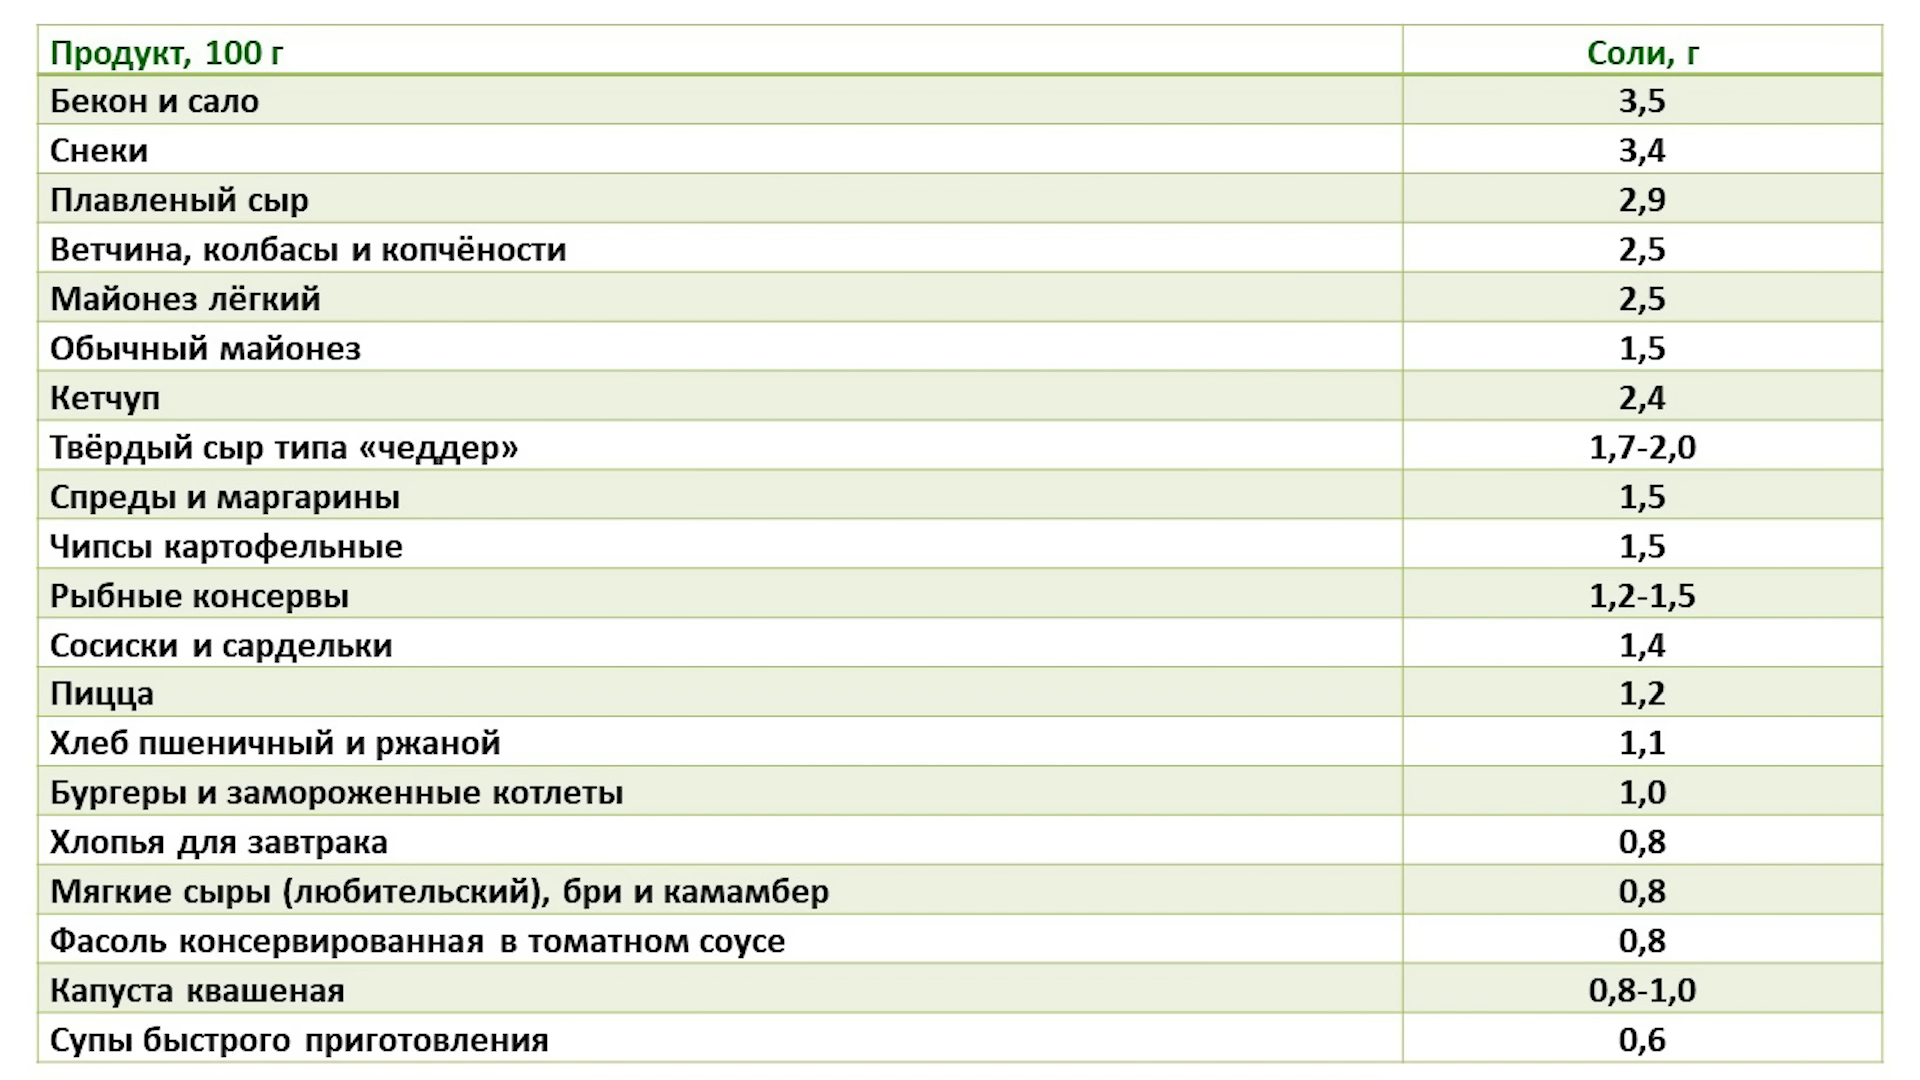 Продукт, 100 г Соли, г
Бекон и сало 3,5
Снеки 3,4
Плавленый сыр 2,9
Ветчина, колбасы и копчёности 2,5
Майонез лёгкий 2,5
Обычный майонез 1,5
Кетчуп 2,4
Твёрдый сыр типа «чеддер» 1,7-2,0
Спреды и маргарины 1,5
Чипсы картофельные 1,5
Рыбные консервы 1,2-1,5
Сосиски и сардельки 1,4
Пицца 1,2
Хлеб пшеничный и ржаной 1,1
Бургеры и замороженные котлеты 1,0
Хлопья для завтрака 0,8
Мягкие сыры (любительский), бри и камамбер 0,8
Фасоль консервированная в томатном соусе 0,8
Капуста квашеная 0,8-1,0
Супы быстрого приготовления 0,6